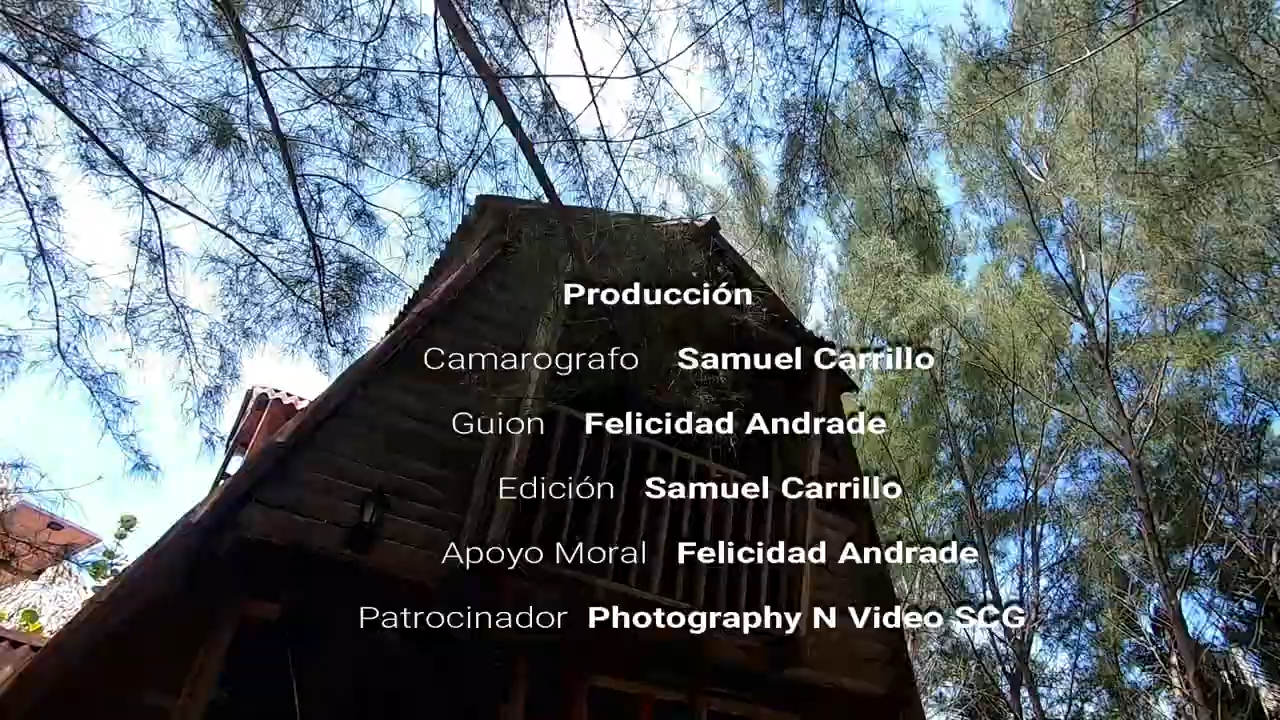 Producción
Camarografo Samuel Carrillo
Guion Felicidad Andrade
Edición Samuel Carrillo
Apoyo Moral Felicidad Andrade
Patrocinador Photography N Video SCG